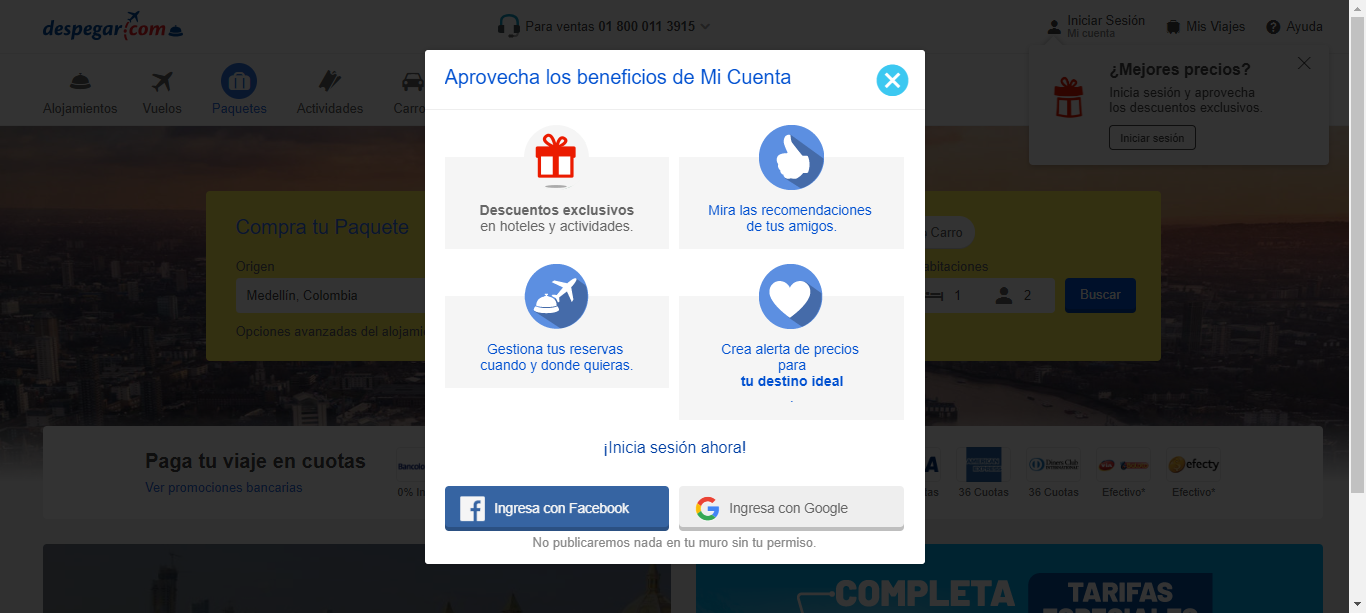 despegar.com
Para ventas 01 800 011 3915
Iniciar Sesión
Mi cuenta
Mis Viajes
Ayuda
Alojamientos
Vuelos
Paquetes
Actividades
Carro
¿Mejores precios?
Inicia sesión y aprovecha
los descuentos exclusivos.
Iniciar sesión
Aprovecha los beneficios de Mi Cuenta
Descuentos exclusivos
en hoteles y actividades.
Mira las recomendaciones
de tus amigos.
Gestiona tus reservas
cuando y donde quieras.
Crea alerta de precios
para
tu destino ideal
.
¡Inicia sesión ahora!
Ingresa con Facebook
Ingresa con Google
No publicaremos nada en tu muro sin tu permiso.
Compra tu Paquete
Carro
Origen
Medellín, Colombia
1
2
Buscar
Opciones avanzadas del
Paga tu viaje en cuotas
Ver promociones bancarias
0%
36 Cuotas
36 Cuotas
Diners Club
INTERNATIONAL
efecty
Efectivo*
Efectivo*
COMPLETA
TARIFAS